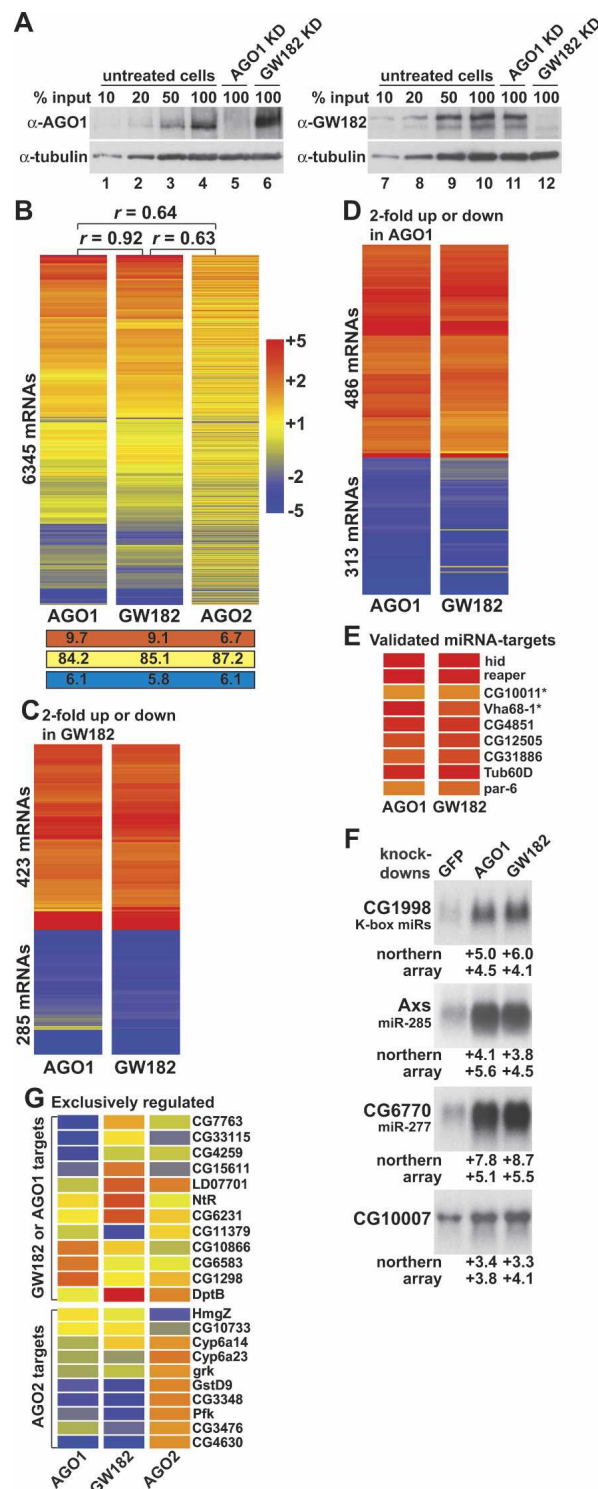 A
untreated cells
AGO1 KD
GW182 KD
% input 10 20 50 100 100 100
α-AGO1
α-tubulin
1 2 3 4 5 6
untreated cells
AGO1 KD
GW182 KD
% input 10 20 50 100 100 100
α-GW182
α-tubulin
7 8 9 10 11 12
B
r = 0.64
r = 0.92 r = 0.63
6345 mRNAs
+5
+2
+1
-2
-5
AGO1 GW182 AGO2
9.7 9.1 6.7
84.2 85.1 87.2
6.1 5.8 6.1
C
2-fold up or down
in GW182
423 mRNAs
285 mRNAs
AGO1 GW182
D
2-fold up or down
in AGO1
486 mRNAs
313 mRNAs
AGO1 GW182
E Validated miRNA-targets
hid
reaper
CG10011*
Vha68-1*
CG4851
CG12505
CG31886
Tub60D
par-6
AGO1 GW182
F
knock-
downs
GFP
AGO1
GW182
CG1998
K-box miRs
northern +5.0 +6.0
array +4.5 +4.1
Axs
miR-285
northern +4.1 +3.8
array +5.6 +4.5
CG6770
miR-277
northern +7.8 +8.7
array +5.1 +5.5
CG10007
northern +3.4 +3.3
array +3.8 +4.1
G Exclusively regulated
GW182 or AGO1 targets
CG7763
CG33115
CG4259
CG15611
LD07701
NtR
CG6231
CG11379
CG10866
CG6583
CG1298
DptB
AGO2 targets
HmgZ
CG10733
Cyp6a14
Cyp6a23
grk
GstD9
CG3348
Pfk
CG3476
CG4630
AGO1
GW182
AGO2